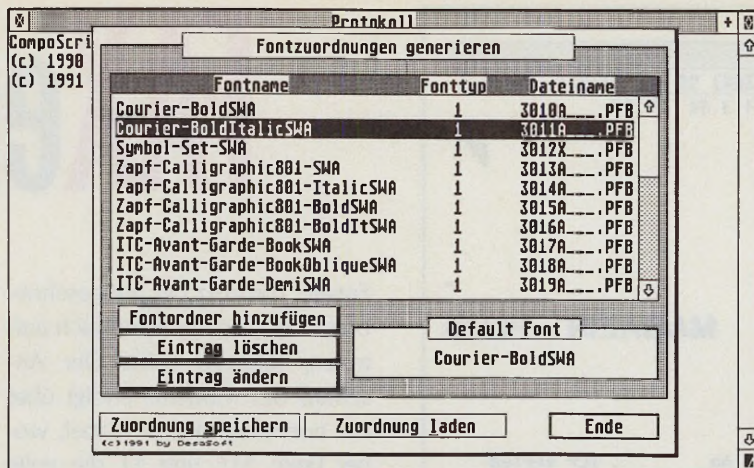 Protokoll
CompoScri
(c) 1990
(c) 1991
Fontzuordnungen generieren
Fontname Fonttyp Dateiname
Courier-BoldSWA 1 3010A___.PFB
Courier-BoldItalicSWA 1 3011A___.PFB
Symbol-Set-SWA 1 3012X___.PFB
Zapf-Calligraphic801-SWA 1 3013A___.PFB
Zapf-Calligraphic801-ItalicSWA 1 3014A___.PFB
Zapf-Calligraphic801-BoldSWA 1 3015A___.PFB
Zapf-Calligraphic801-BoldItSWA 1 3016A___.PFB
ITC-Avant-Garde-BookSWA 1 3017A___.PFB
ITC-Avant-Garde-BookObliqueSWA 1 3018A___.PFB
ITC-Avant-Garde-DemiSWA 1 3019A___.PFB
Fontordner hinzufügen
Eintrag löschen
Eintrag ändern
Default Font
Courier-BoldSWA
Zuordnung speichern
Zuordnung laden
Ende
(c)1991 by DeroSoft